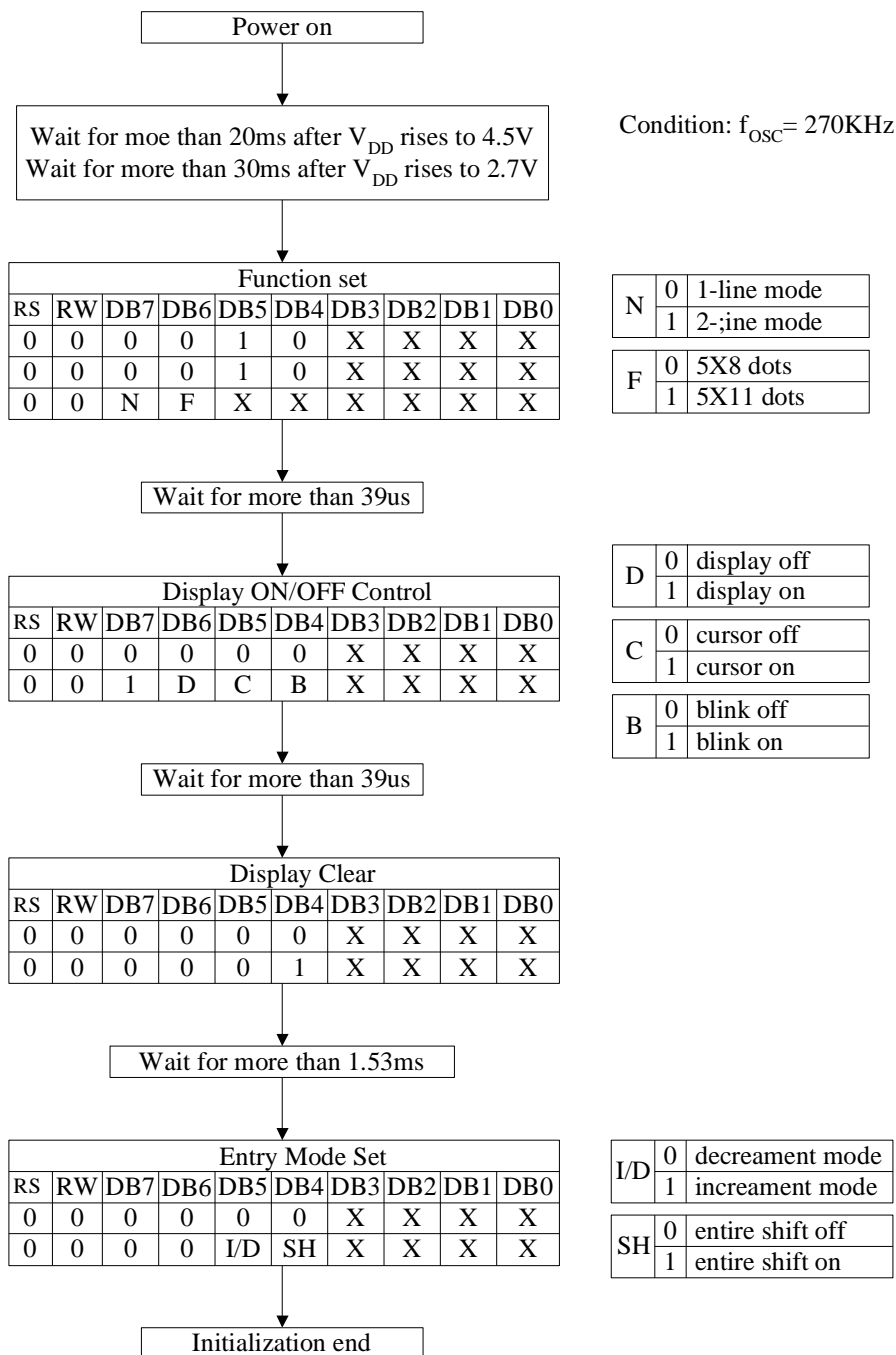 Power on
Wait for moe than 20ms after VDD rises to 4.5V
Wait for more than 30ms after VDD rises to 2.7V
Condition: fOSC= 270KHz
Function set
RS RW DB7 DB6 DB5 DB4 DB3 DB2 DB1 DB0
0 0 0 0 1 0 X X X X
0 0 0 0 1 0 X X X X
0 0 N F X X X X X X
N 0 1-line mode
1 2-;ine mode
F 0 5X8 dots
1 5X11 dots
Wait for more than 39us
Display ON/OFF Control
RS RW DB7 DB6 DB5 DB4 DB3 DB2 DB1 DB0
0 0 0 0 0 0 X X X X
0 0 1 D C B X X X X
D 0 display off
1 display on
C 0 cursor off
1 cursor on
B 0 blink off
1 blink on
Wait for more than 39us
Display Clear
RS RW DB7 DB6 DB5 DB4 DB3 DB2 DB1 DB0
0 0 0 0 0 0 X X X X
0 0 0 0 0 1 X X X X
Wait for more than 1.53ms
Entry Mode Set
RS RW DB7 DB6 DB5 DB4 DB3 DB2 DB1 DB0
0 0 0 0 0 0 X X X X
0 0 0 0 I/D SH X X X X
I/D 0 decreament mode
1 increament mode
SH 0 entire shift off
1 entire shift on
Initialization end